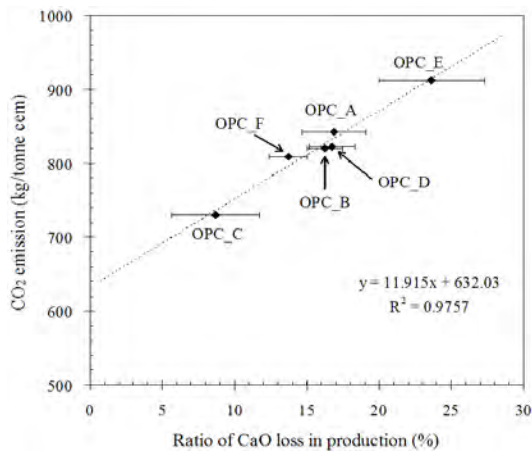 1000
900
800
700
600
500
CO₂ emission (kg/tonne cem)
OPC_E
OPC_A
OPC_F
OPC_D
OPC_B
OPC_C
y = 11.915x + 632.03
R² = 0.9757
0 5 10 15 20 25 30
Ratio of CaO loss in production (%)